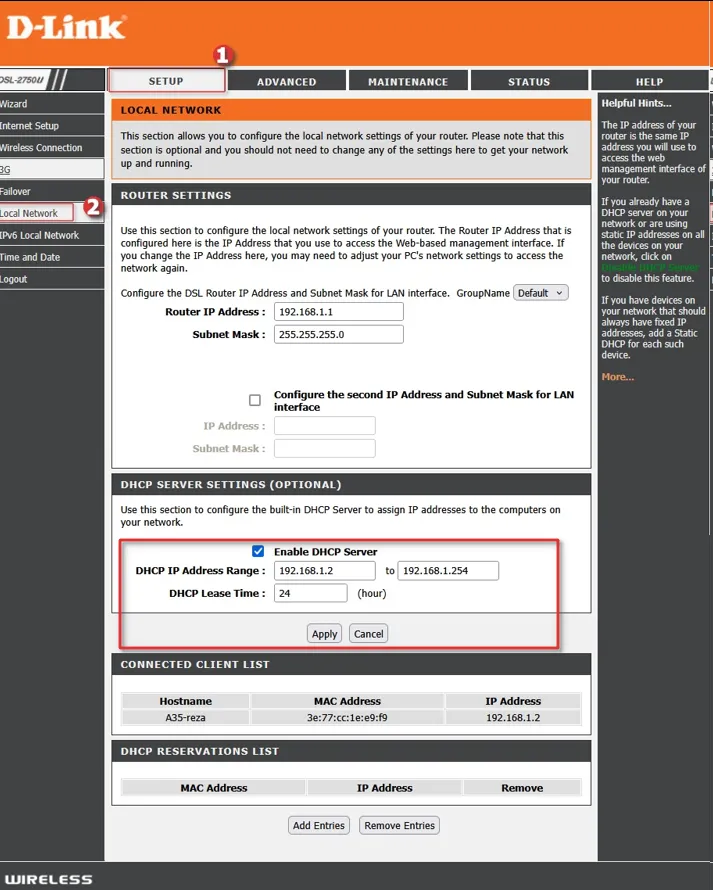 D-Link
1
DSL-2750U
SETUP
ADVANCED
MAINTENANCE
STATUS
HELP
Wizard
Internet Setup
Wireless Connection
3G
Failover
Local Network
2
IPv6 Local Network
Time and Date
Logout
LOCAL NETWORK
This section allows you to configure the local network settings of your router. Please note that this
section is optional and you should not need to change any of the settings here to get your network
up and running.
ROUTER SETTINGS
Use this section to configure the local network settings of your router. The Router IP Address that is
configured here is the IP Address that you use to access the Web-based management interface. If
you change the IP Address here, you may need to adjust your PC's network settings to access the
network again.
Configure the DSL Router IP Address and Subnet Mask for LAN interface. GroupName Default
Router IP Address : 192.168.1.1
Subnet Mask : 255.255.255.0
Configure the second IP Address and Subnet Mask for LAN
interface
IP Address :
Subnet Mask :
DHCP SERVER SETTINGS (OPTIONAL)
Use this section to configure the built-in DHCP Server to assign IP addresses to the computers on
your network.
Enable DHCP Server
DHCP IP Address Range : 192.168.1.2 to 192.168.1.254
DHCP Lease Time : 24 (hour)
Apply Cancel
CONNECTED CLIENT LIST
Hostname MAC Address IP Address
A35-reza 3e:77:cc:1e:e9:f9 192.168.1.2
DHCP RESERVATIONS LIST
MAC Address IP Address Remove
Add Entries Remove Entries
Helpful Hints...
The IP address of your
router is the same IP
address you will use to
access the web
management interface of
your router.
If you already have a
DHCP server on your
network or are using
static IP addresses on all
the devices on your
network, click on
Disable DHCP Server
to disable this feature.
If you have devices on
your network that should
always have fixed IP
addresses, add a Static
DHCP for each such
device.
More...
WIRELESS